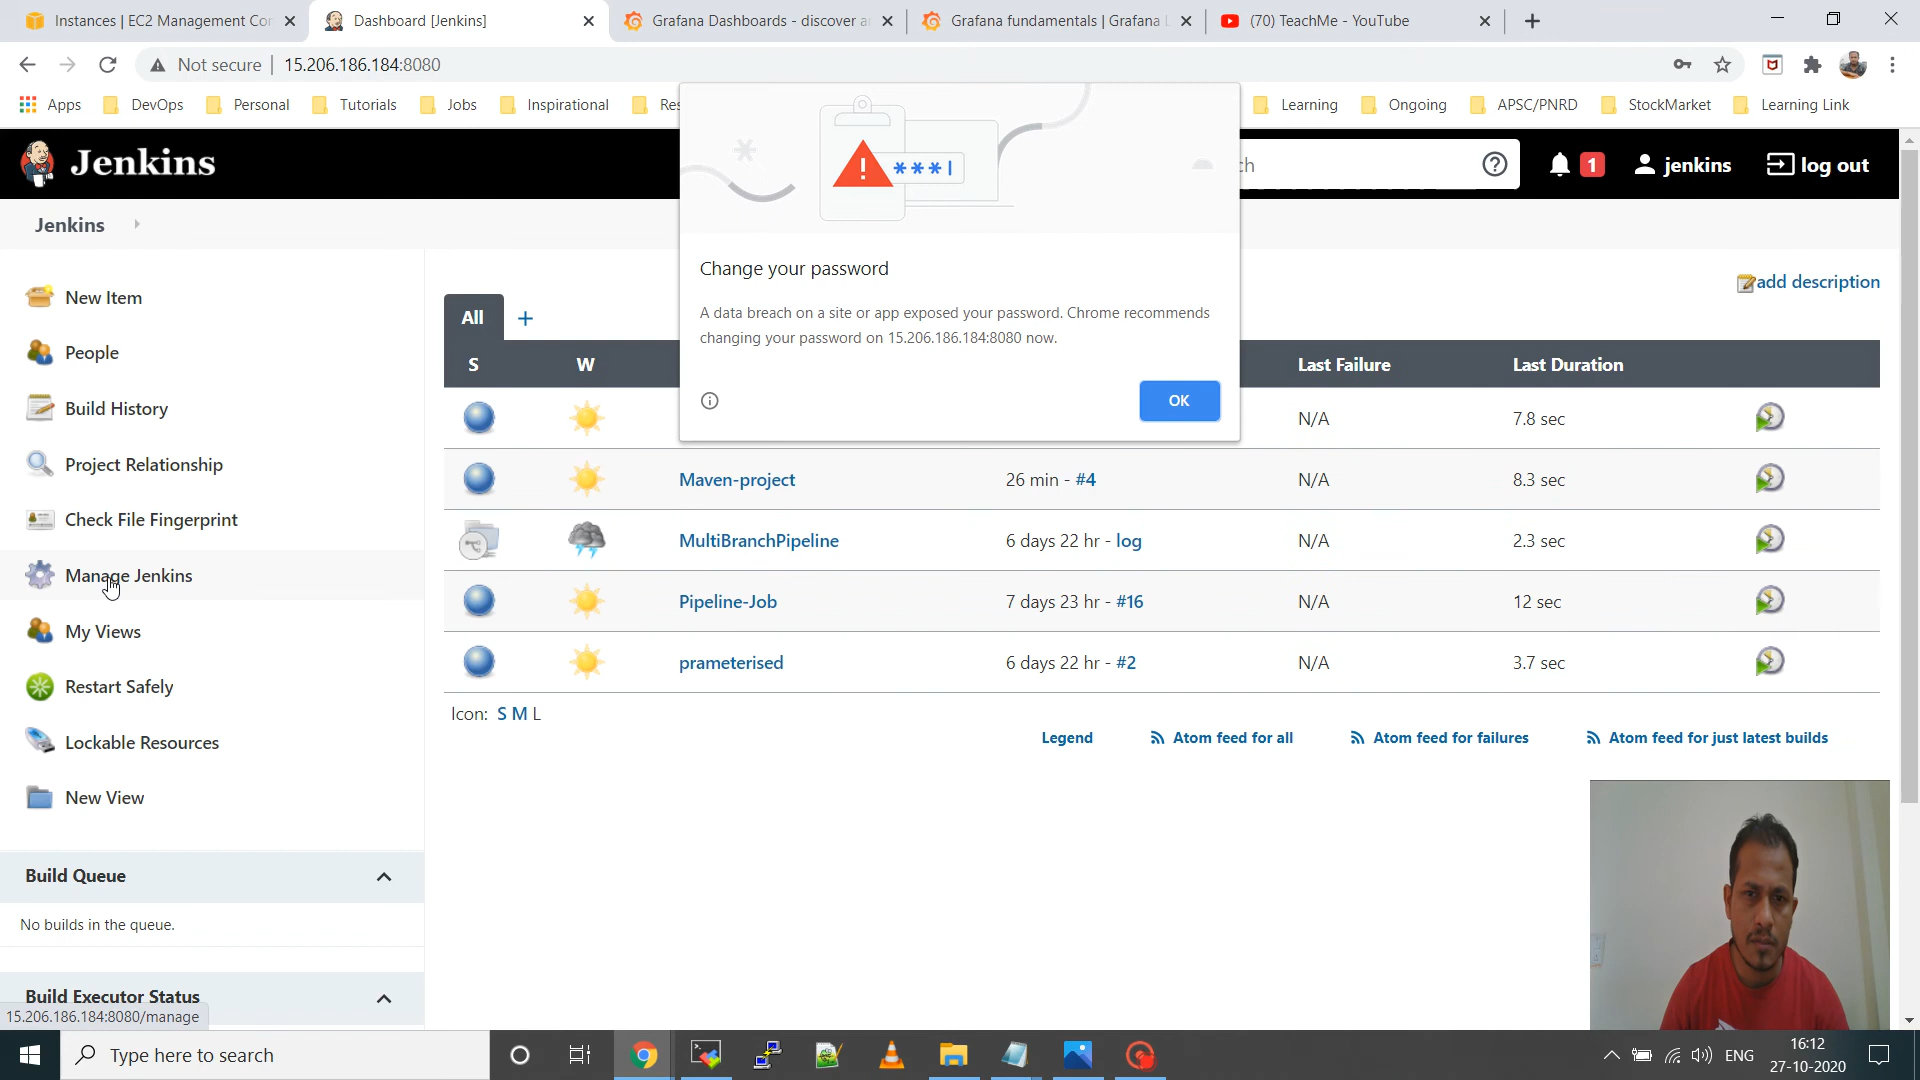 Instances | EC2 Management Con
Dashboard [Jenkins]
Grafana Dashboards - discover a
Grafana fundamentals | Grafana L
(70) TeachMe - YouTube
Not secure
15.206.186.184:8080
Apps
DevOps
Personal
Tutorials
Jobs
Inspirational
Res
Learning
Ongoing
APSC/PNRD
StockMarket
Learning Link
Jenkins
ch
1
jenkins
log out
Jenkins
***|
Change your password
A data breach on a site or app exposed your password. Chrome recommends
changing your password on 15.206.186.184:8080 now.
OK
New Item
People
Build History
Project Relationship
Check File Fingerprint
Manage Jenkins
My Views
Restart Safely
Lockable Resources
New View
Build Queue
No builds in the queue.
Build Executor Status
15.206.186.184:8080/manage
add description
All +
S W Last Failure Last Duration
N/A 7.8 sec
Maven-project 26 min - #4 N/A 8.3 sec
MultiBranchPipeline 6 days 22 hr - log N/A 2.3 sec
Pipeline-Job 7 days 23 hr - #16 N/A 12 sec
prameterised 6 days 22 hr - #2 N/A 3.7 sec
Icon: S M L
Legend Atom feed for all Atom feed for failures Atom feed for just latest builds
Type here to search
ENG
16:12
27-10-2020